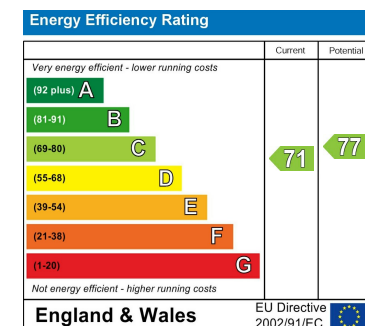 Energy Efficiency Rating
Current Potential
Very energy efficient - lower running costs
(92 plus) A
(81-91) B
(69-80) C
71 77
(55-68) D
(39-54) E
(21-38) F
(1-20) G
Not energy efficient - higher running costs
England & Wales
EU Directive
2002/91/EC